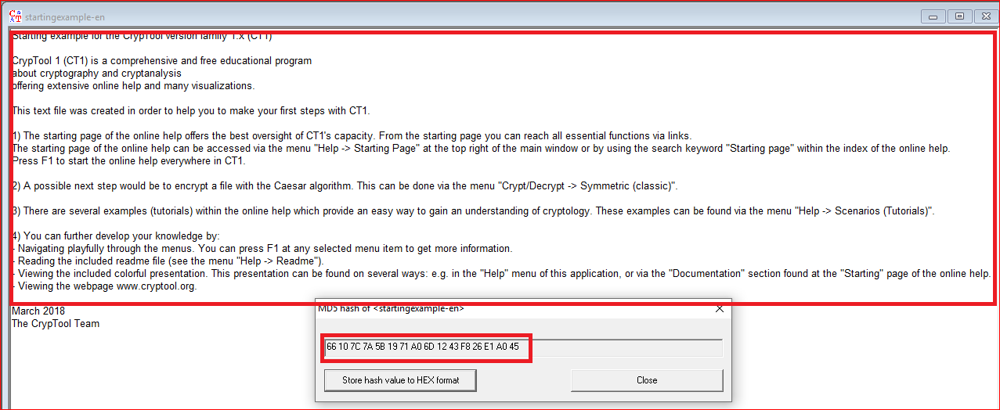 startingexample-en
Starting example for the CrypTool version family 1.x (CT1)
CrypTool 1 (CT1) is a comprehensive and free educational program
about cryptography and cryptanalysis
offering extensive online help and many visualizations.
This text file was created in order to help you to make your first steps with CT1.
1) The starting page of the online help offers the best oversight of CT1's capacity. From the starting page you can reach all essential functions via links.
The starting page of the online help can be accessed via the menu "Help -> Starting Page" at the top right of the main window or by using the search keyword "Starting page" within the index of the online help.
Press F1 to start the online help everywhere in CT1.
2) A possible next step would be to encrypt a file with the Caesar algorithm. This can be done via the menu "Crypt/Decrypt -> Symmetric (classic)".
3) There are several examples (tutorials) within the online help which provide an easy way to gain an understanding of cryptology. These examples can be found via the menu "Help -> Scenarios (Tutorials)".
4) You can further develop your knowledge by:
- Navigating playfully through the menus. You can press F1 at any selected menu item to get more information.
- Reading the included readme file (see the menu "Help -> Readme").
- Viewing the included colorful presentation. This presentation can be found on several ways: e.g. in the "Help" menu of this application, or via the "Documentation" section found at the "Starting" page of the online help.
- Viewing the webpage www.cryptool.org.
March 2018
The CrypTool Team
MD5 hash of <startingexample-en>
66 10 7C 7A 5B 19 71 A0 6D 12 43 F8 26 E1 A0 45
Store hash value to HEX format
Close